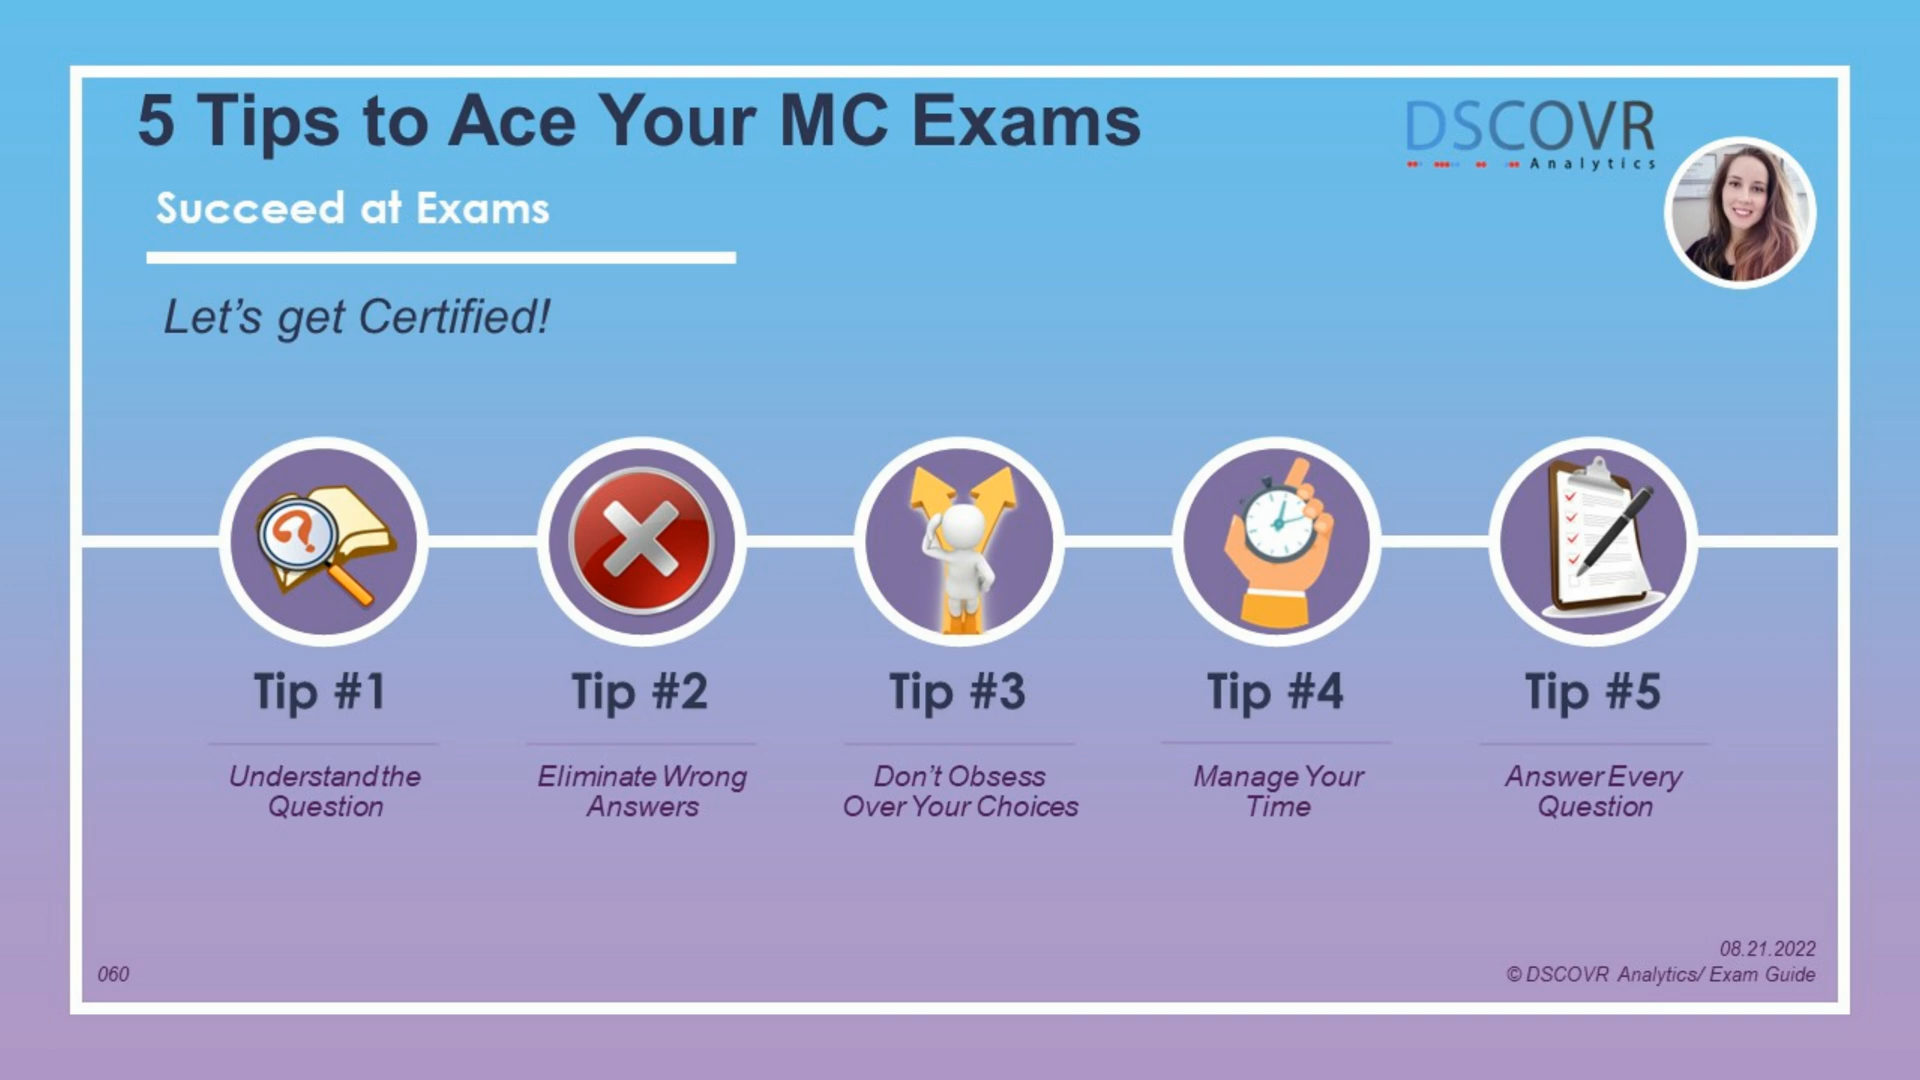 5 Tips to Ace Your MC Exams
DSCOVR
Analytics
Succeed at Exams
Let's get Certified!
Tip #1
Tip #2
Tip #3
Tip #4
Tip #5
Understand the
Question
Eliminate Wrong
Answers
Don't Obsess
Over Your Choices
Manage Your
Time
Answer Every
Question
060
08.21.2022
© DSCOVR Analytics/ Exam Guide